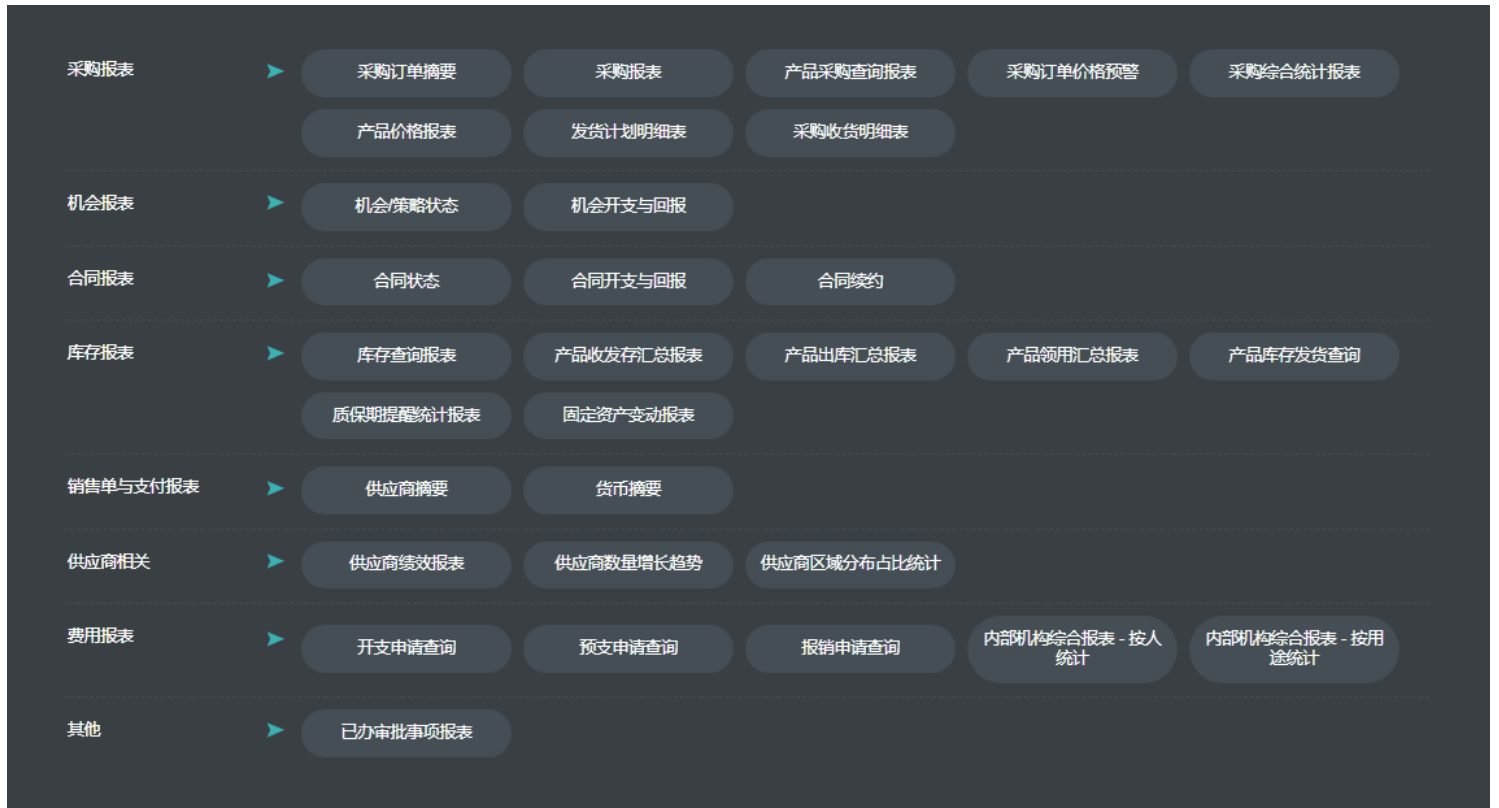 采购报表
采购订单摘要
采购报表
产品采购查询报表
采购订单价格预警
采购综合统计报表
产品价格报表
发货计划明细表
采购收货明细表
机会报表
机会/策略状态
机会开支与回报
合同报表
合同状态
合同开支与回报
合同续约
库存报表
库存查询报表
产品收发存汇总报表
产品出库汇总报表
产品领用汇总报表
产品库存发货查询
质保期提醒统计报表
固定资产变动报表
销售单与支付报表
供应商摘要
货币摘要
供应商相关
供应商绩效报表
供应商数量增长趋势
供应商区域分布占比统计
费用报表
开支申请查询
预支申请查询
报销申请查询
内部机构综合报表 - 按人
统计
内部机构综合报表 - 按用
途统计
其他
已办审批事项报表